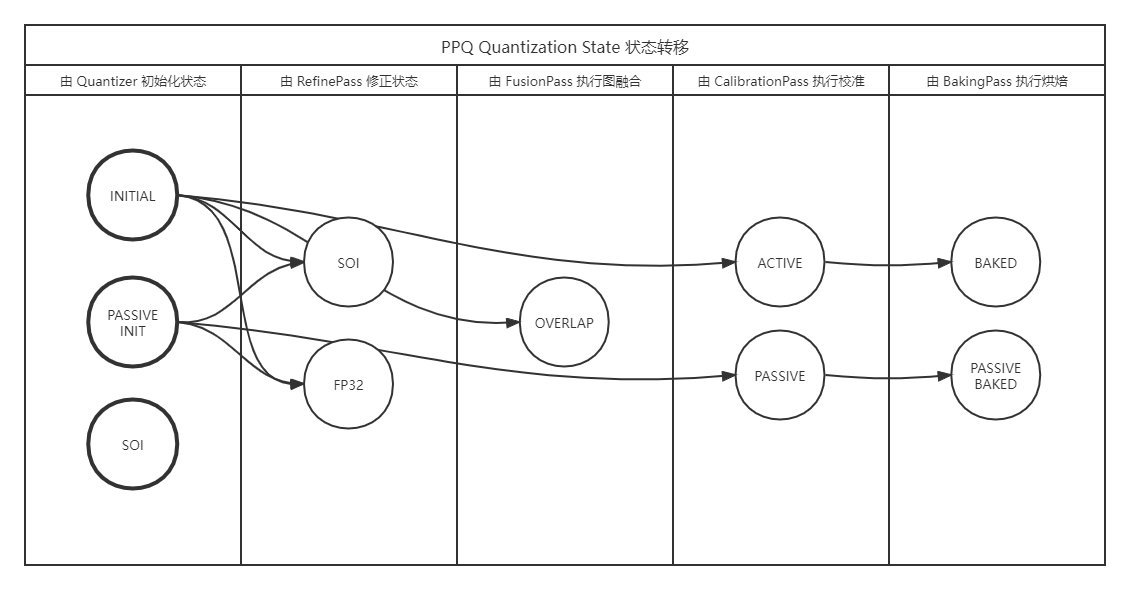 PPQ Quantization State 状态转移
由 Quantizer 初始化状态
由 RefinePass 修正状态
由 FusionPass 执行图融合
由 CalibrationPass 执行校准
由 BakingPass 执行烘焙
INITIAL
SOI
ACTIVE
BAKED
PASSIVE
INIT
OVERLAP
FP32
PASSIVE
PASSIVE
BAKED
SOI